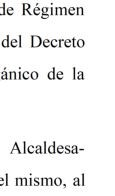 de Régimen
del Decreto
ánico de la
Alcaldesa-
el mismo, al